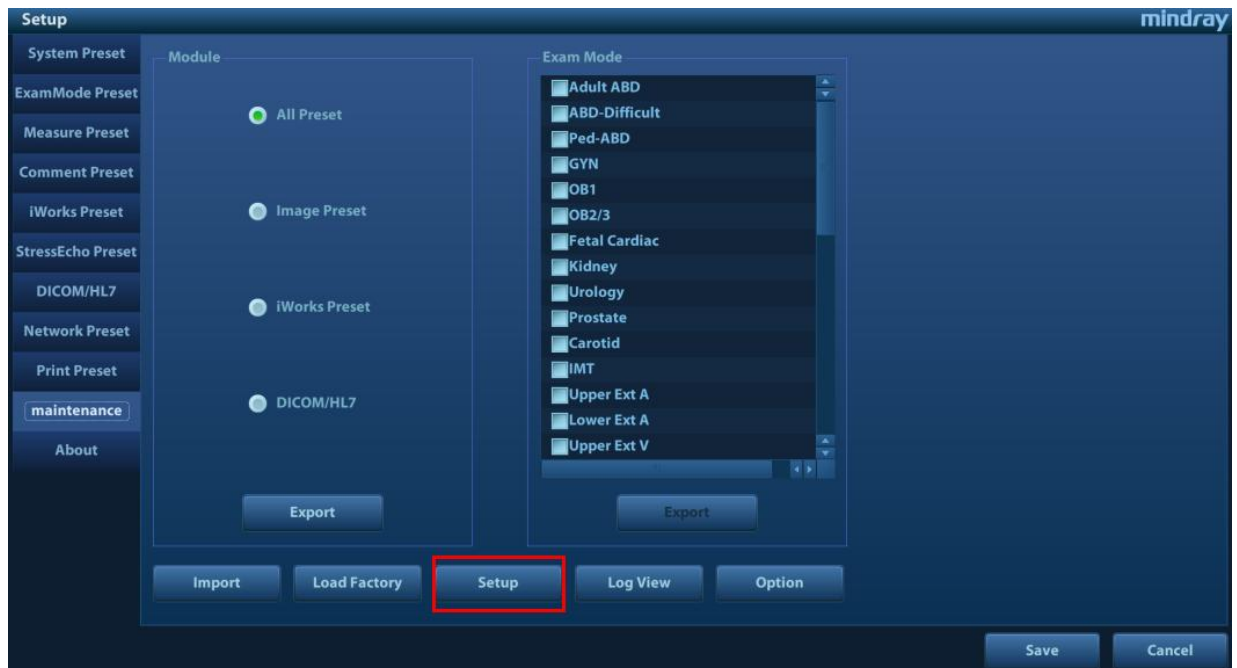 Setup
mindray
System Preset
ExamMode Preset
Measure Preset
Comment Preset
iWorks Preset
StressEcho Preset
DICOM/HL7
Network Preset
Print Preset
maintenance
About
Module
All Preset
Image Preset
iWorks Preset
DICOM/HL7
Export
Exam Mode
Adult ABD
ABD-Difficult
Ped-ABD
GYN
OB1
OB2/3
Fetal Cardiac
Kidney
Urology
Prostate
Carotid
IMT
Upper Ext A
Lower Ext A
Upper Ext V
Export
Import
Load Factory
Setup
Log View
Option
Save
Cancel